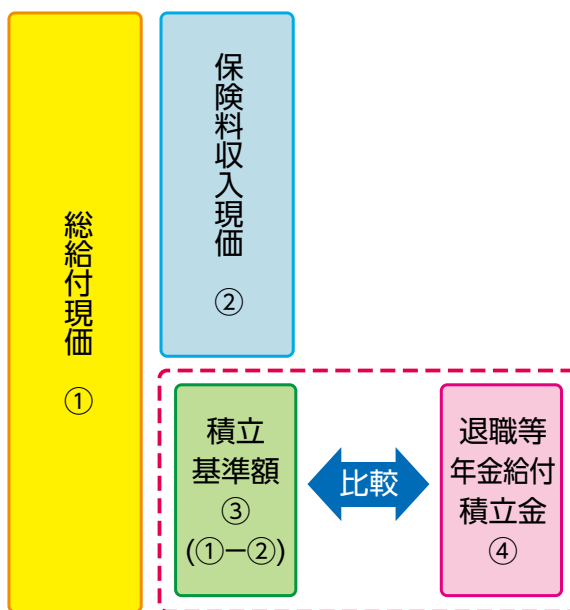 総給付現価 ①
保険料収入現価 ②
積立
基準額
③
(①ー②)
比較
退職等
年金給付
積立金
④